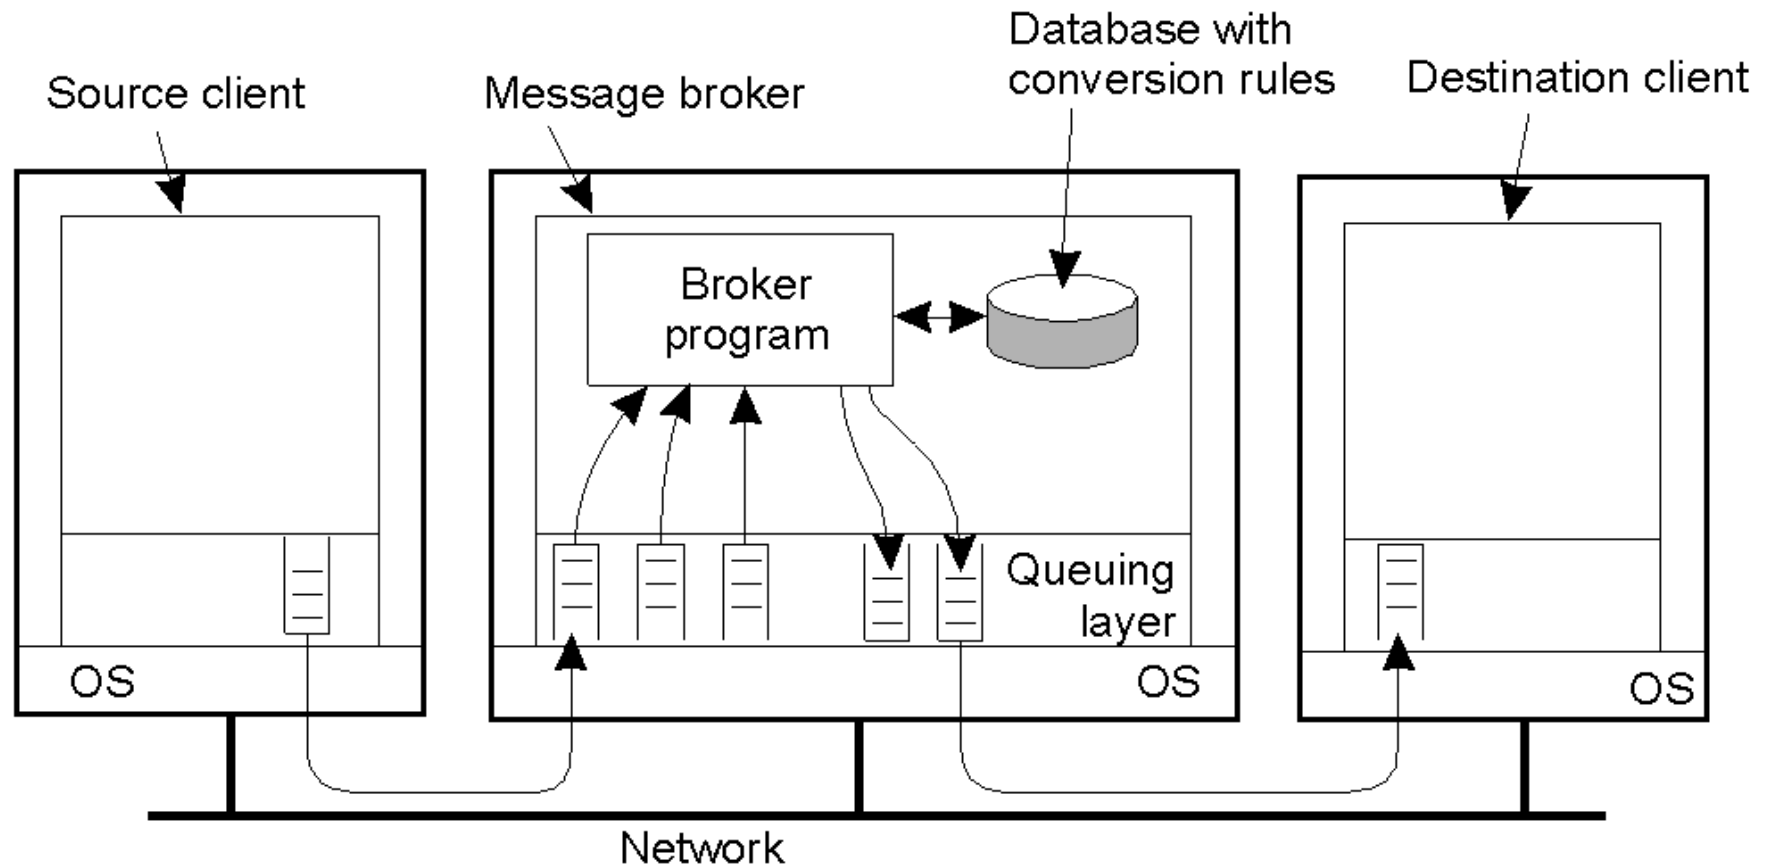 Source client
Message broker
Database with
conversion rules
Destination client
Broker
program
Queuing
layer
OS
OS
OS
Network